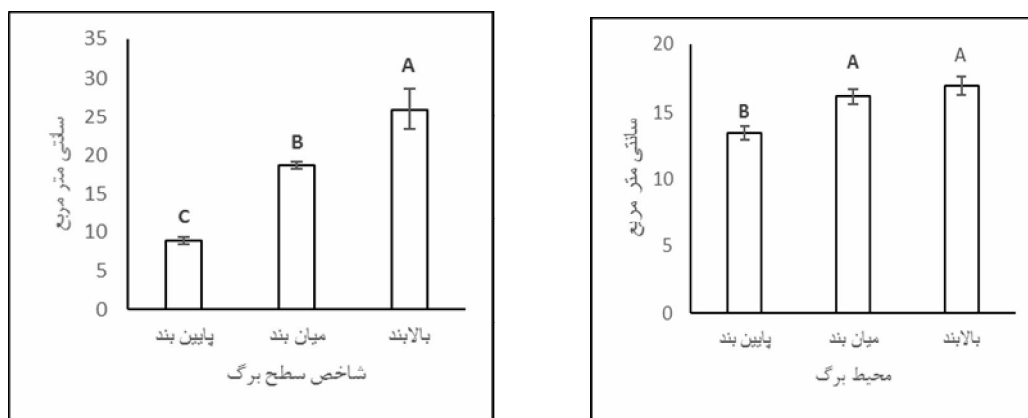 35
30
25
20
15
10
5
0
سانتی متر مربع
C
B
A
پایین بند
میان بند
بالابند
شاخص سطح برگ
20
15
10
5
0
سانتی متر مربع
B
A
A
پایین بند
میان بند
بالابند
محیط برگ